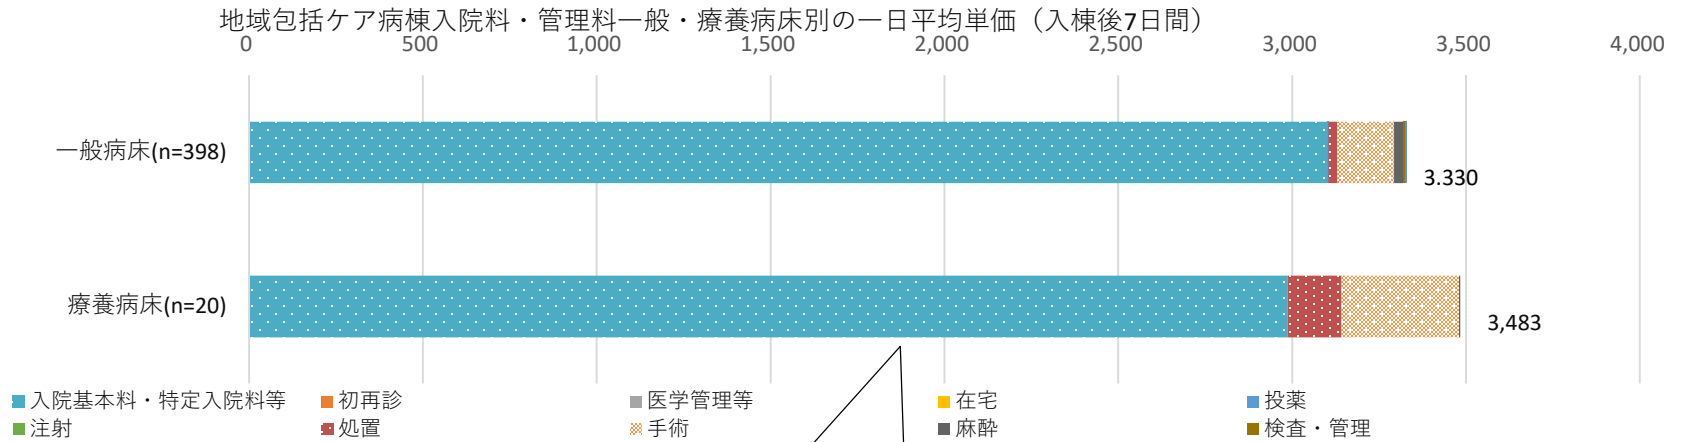 地域包括ケア病棟入院料・管理料一般・療養病床別の一日平均単価（入棟後7日間）
0 500 1,000 1,500 2,000 2,500 3,000 3,500 4,000
一般病床(n=398)
3.330
療養病床(n=20)
3,483
入院基本料・特定入院料等 初再診 医学管理等 在宅 投薬
注射 処置 手術 麻酔 検査・管理